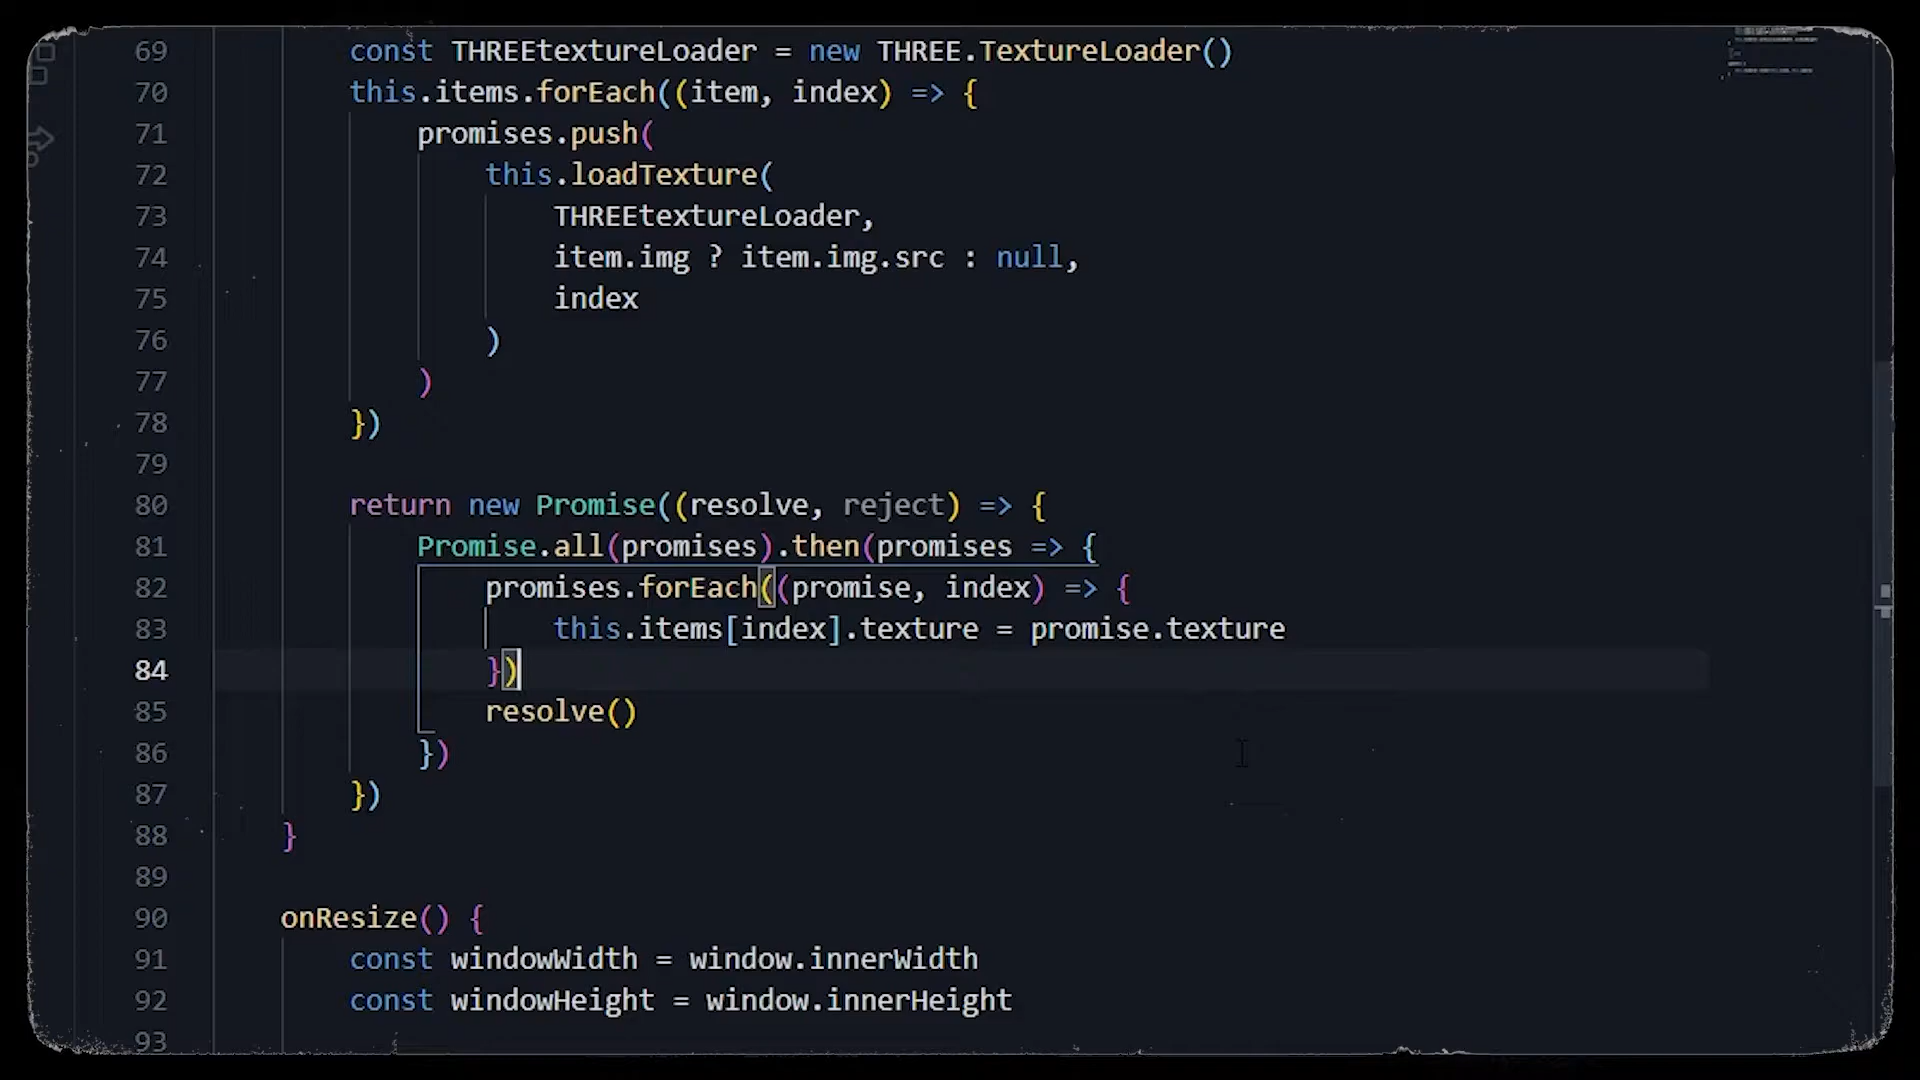 69 const THREEtextureLoader = new THREE.TextureLoader()
70 this.items.forEach((item, index) => {
71 promises.push(
72 this.loadTexture(
73 THREEtextureLoader,
74 item.img ? item.img.src : null,
75 index
76 )
77 )
78 })
79
80 return new Promise((resolve, reject) => {
81 Promise.all(promises).then(promises => {
82 promises.forEach((promise, index) => {
83 this.items[index].texture = promise.texture
84 })
85 resolve()
86 })
87 })
88 }
89
90 onResize() {
91 const windowWidth = window.innerWidth
92 const windowHeight = window.innerHeight
93